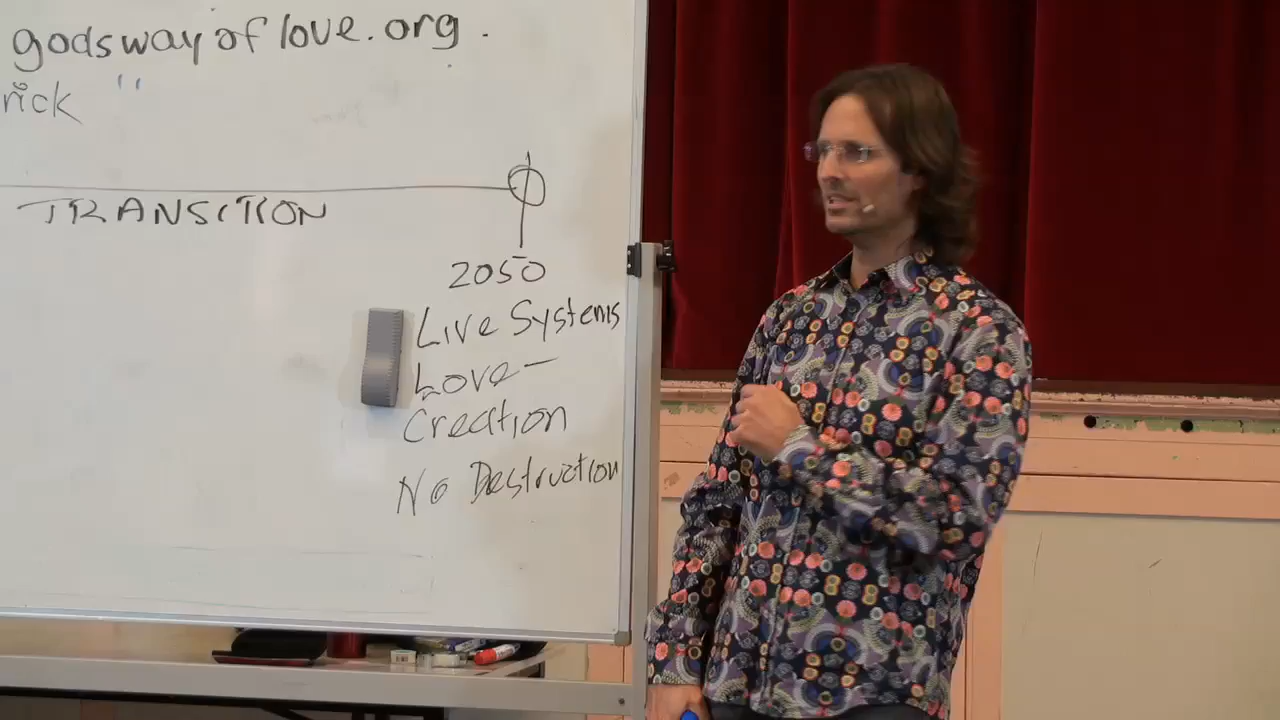 godswayoflove.org.
rick "
TRANSITION
2050
Live Systems
Love -
Creation
No Destruction